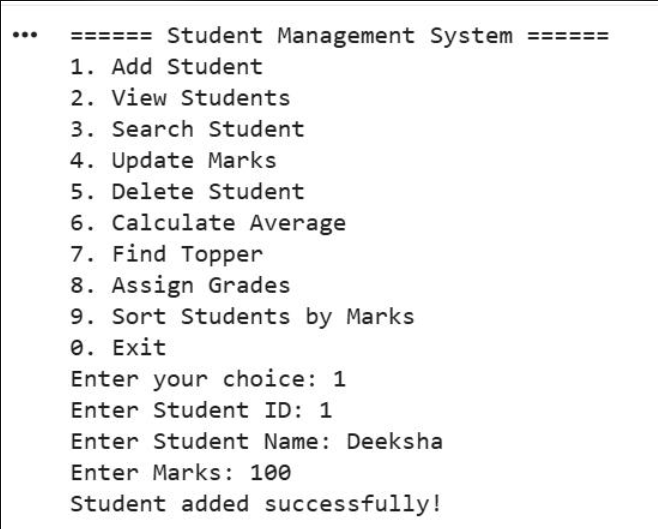 ====== Student Management System ======
1. Add Student
2. View Students
3. Search Student
4. Update Marks
5. Delete Student
6. Calculate Average
7. Find Topper
8. Assign Grades
9. Sort Students by Marks
0. Exit
Enter your choice: 1
Enter Student ID: 1
Enter Student Name: Deeksha
Enter Marks: 100
Student added successfully!